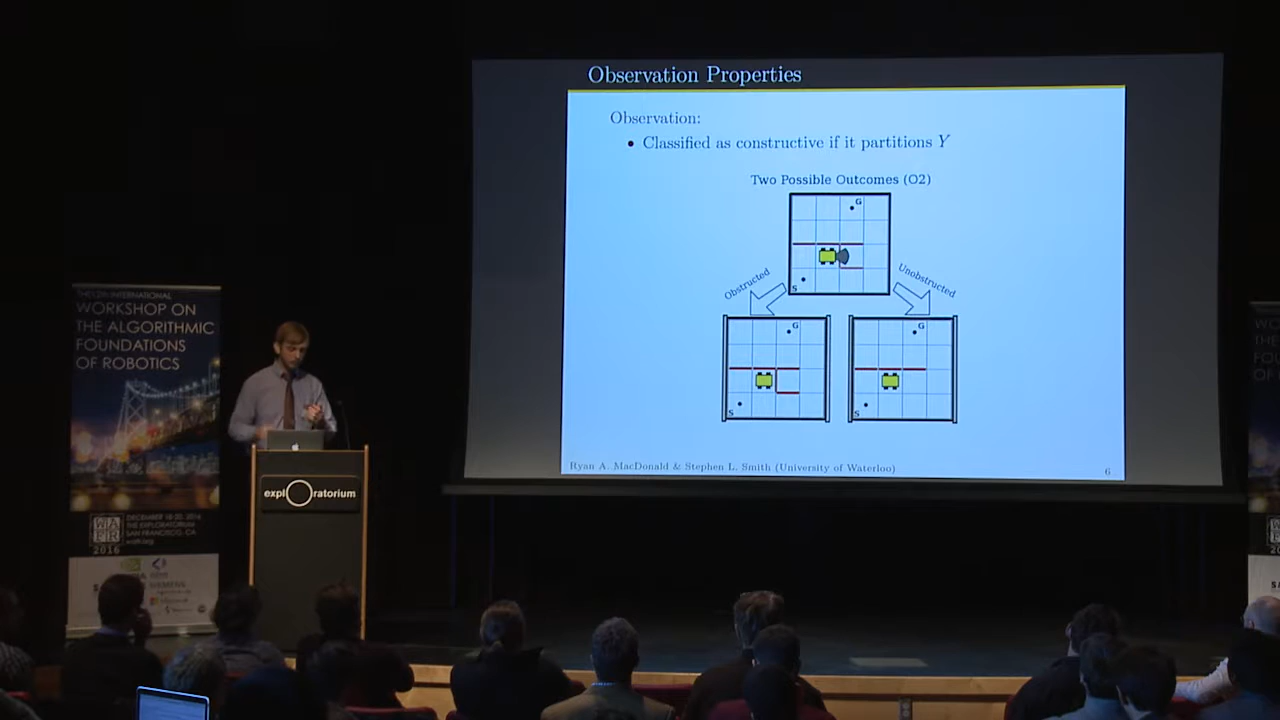 Observation Properties
Observation:
• Classified as constructive if it partitions Y
Two Possible Outcomes (O2)
G
S
Obstructed
Unobstructed
G
S
G
S
Ryan A. MacDonald & Stephen L. Smith (University of Waterloo)
6
THE 12TH INTERNATIONAL
WORKSHOP ON
THE ALGORITHMIC
FOUNDATIONS
OF ROBOTICS
WAFR
2016
DECEMBER 18-20, 2016
THE EXPLORATORIUM
SAN FRANCISCO, CA
SIEMENS
Microsoft
explOratorium